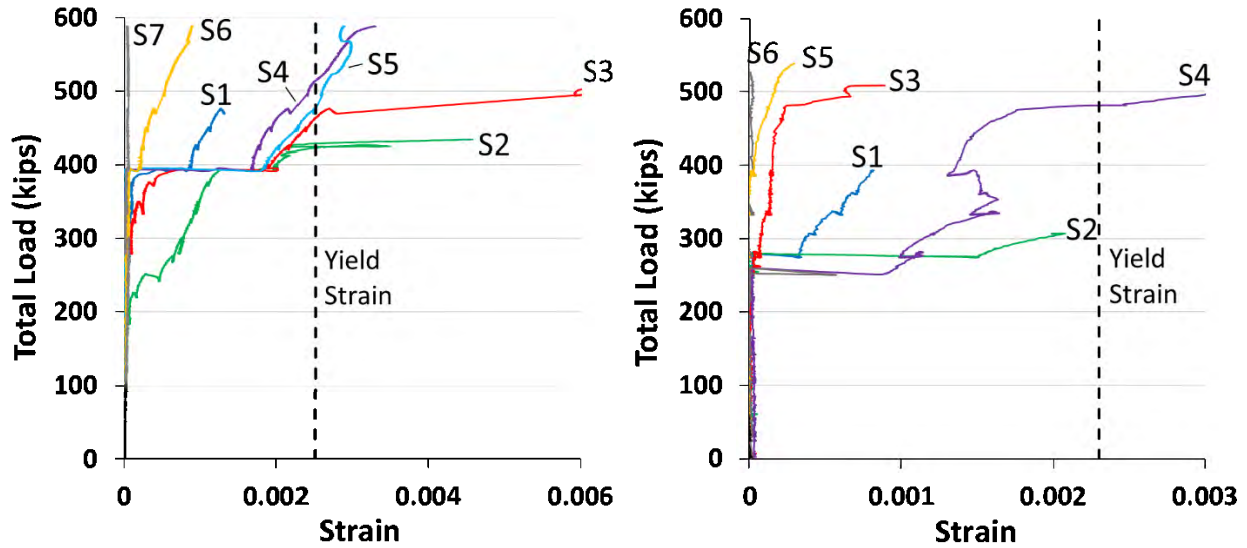 600
500
400
300
200
100
0
Total Load (kips)
S7
S6
S1
S4
S5
S3
S2
Yield
Strain
0
0.002
0.004
0.006
Strain
600
500
400
300
200
100
0
Total Load (kips)
S6
S5
S3
S4
S1
S2
Yield
Strain
0
0.001
0.002
0.003
Strain